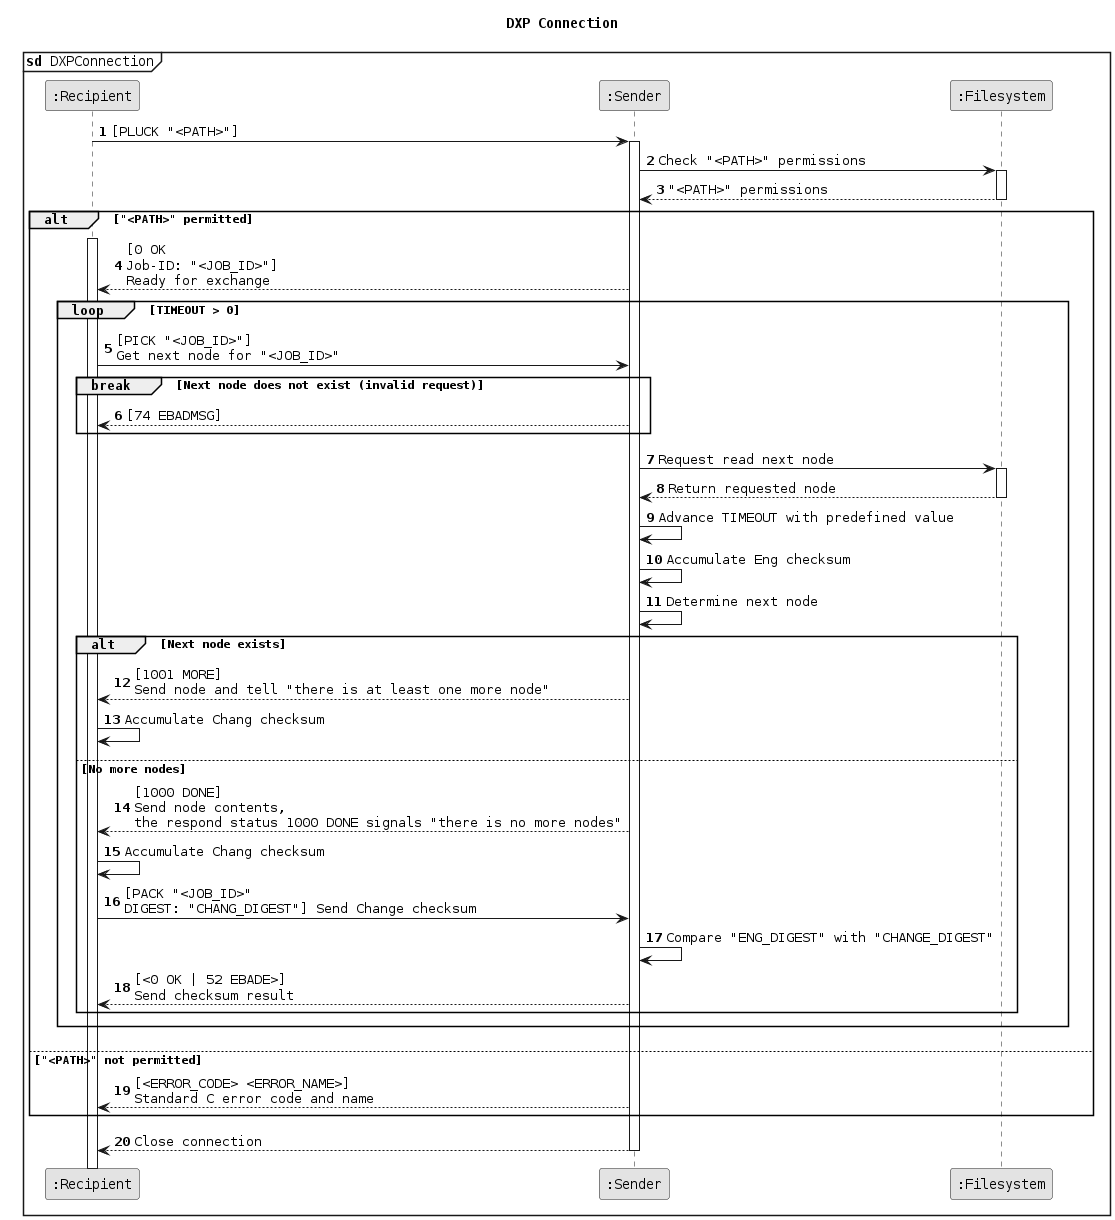 DXP Connection
sd DXPConnection
:Recipient
:Sender
:Filesystem
1 [PLUCK "<PATH>"]
2 Check "<PATH>" permissions
3 "<PATH>" permissions
alt ["<PATH>" permitted]
[0 OK
4 Job-ID: "<JOB_ID>"]
Ready for exchange
loop [TIMEOUT > 0]
5 [PICK "<JOB_ID>"]
Get next node for "<JOB_ID>"
break [Next node does not exist (invalid request)]
6 [74 EBADMSG]
7 Request read next node
8 Return requested node
9 Advance TIMEOUT with predefined value
10 Accumulate Eng checksum
11 Determine next node
alt [Next node exists]
12 [1001 MORE]
Send node and tell "there is at least one more node"
13 Accumulate Chang checksum
[No more nodes]
[1000 DONE]
14 Send node contents,
the respond status 1000 DONE signals "there is no more nodes"
15 Accumulate Chang checksum
16 [PACK "<JOB_ID>"
DIGEST: "CHANG_DIGEST"] Send Change checksum
17 Compare "ENG_DIGEST" with "CHANGE_DIGEST"
18 [<0 OK | 52 EBADE>]
Send checksum result
["<PATH>" not permitted]
19 [<ERROR_CODE> <ERROR_NAME>]
Standard C error code and name
20 Close connection
:Recipient
:Sender
:Filesystem